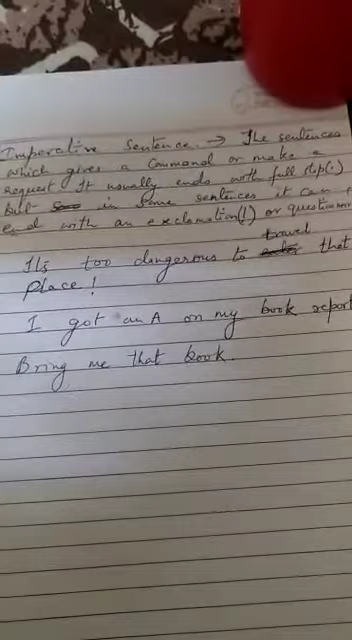 Imperative Sentence → The sentences
which gives a command or make a
request It usually ends with full stop(.)
but in some sentences it can
end with an exclamation(!) or question
Its too dangerous to travel that
place!
I got an A on my book report
Bring me that book.